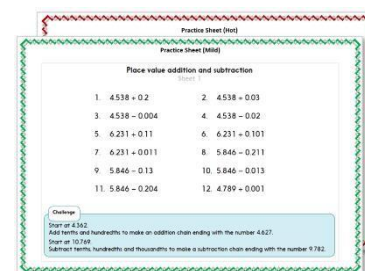 Practice Sheet (Hot)
Practice Sheet (Mild)
Place value addition and subtraction
Sheet 1
1. 4.538 + 0.2
2. 4.538 + 0.03
3. 4.538 – 0.004
4. 4.538 – 0.02
5. 6.231 + 0.11
6. 6.231 + 0.101
7. 6.231 + 0.011
8. 5.846 – 0.211
9. 5.846 – 0.13
10. 5.846 – 0.013
11. 5.846 – 0.204
12. 4.789 + 0.001
Challenge
Start at 4.362.
Add tenths and hundredths to make an addition chain ending with the number 4.627.
Start at 10.769.
Subtract tenths, hundredths and thousandths to make a subtraction chain ending with the number 9.782.